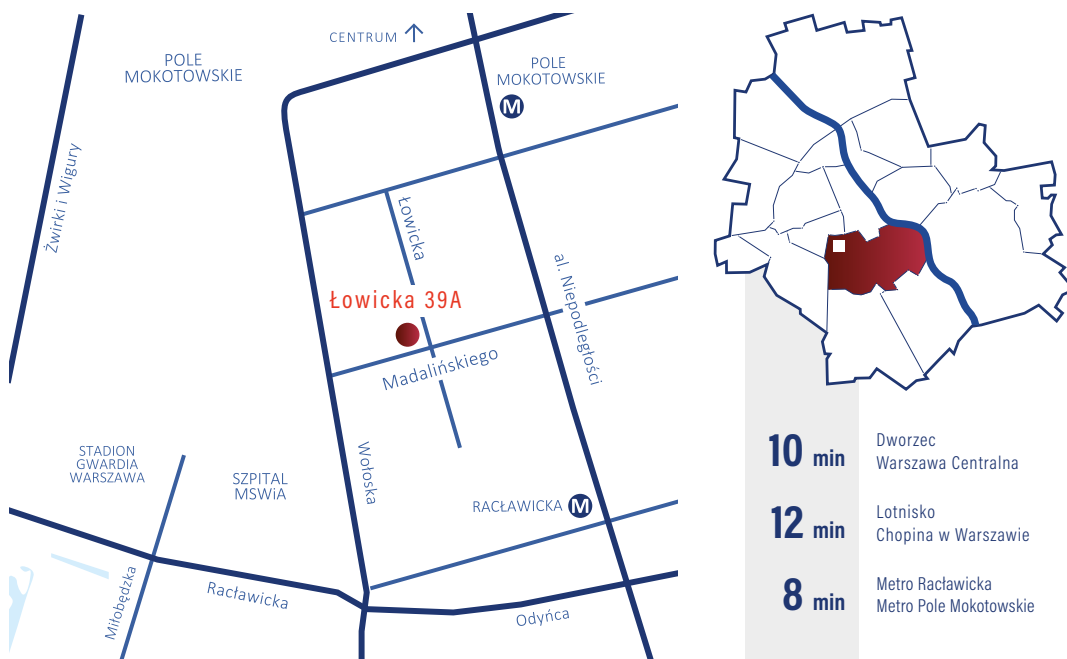 CENTRUM
POLE
MOKOTOWSKIE
POLE
MOKOTOWSKIE
M
Żwirki i Wigury
Łowicka
al. Niepodległości
Łowicka 39A
Madalińskiego
STADION
GWARDIA
WARSZAWA
SZPITAL
MSWiA
Wołoska
RACŁAWICKA M
Miłobędzka
Racławicka
Odyńca
10 min
Dworzec
Warszawa Centralna
12 min
Lotnisko
Chopina w Warszawie
8 min
Metro Racławicka
Metro Pole Mokotowskie